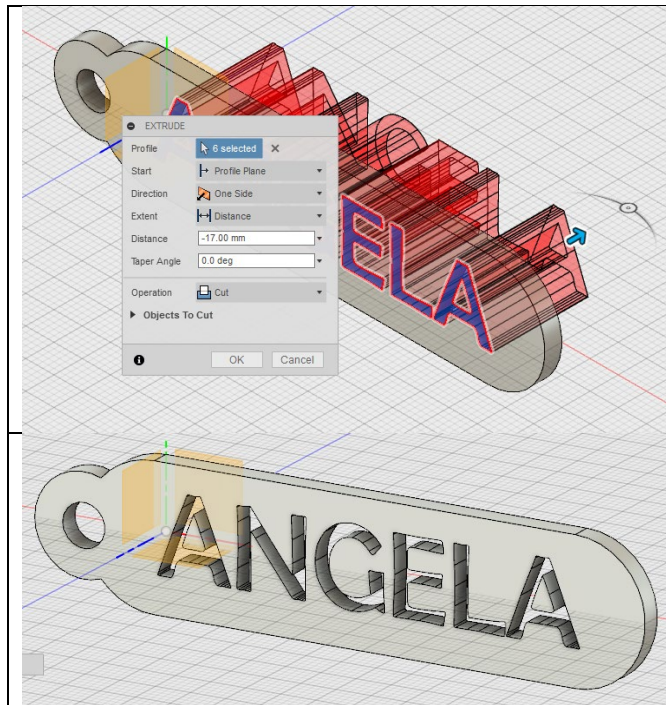 EXTRUDE
Profile 6 selected
Start Profile Plane
Direction One Side
Extent Distance
Distance -17.00 mm
Taper Angle 0.0 deg
Operation Cut
Objects To Cut
OK Cancel
A ELA
ANGELA